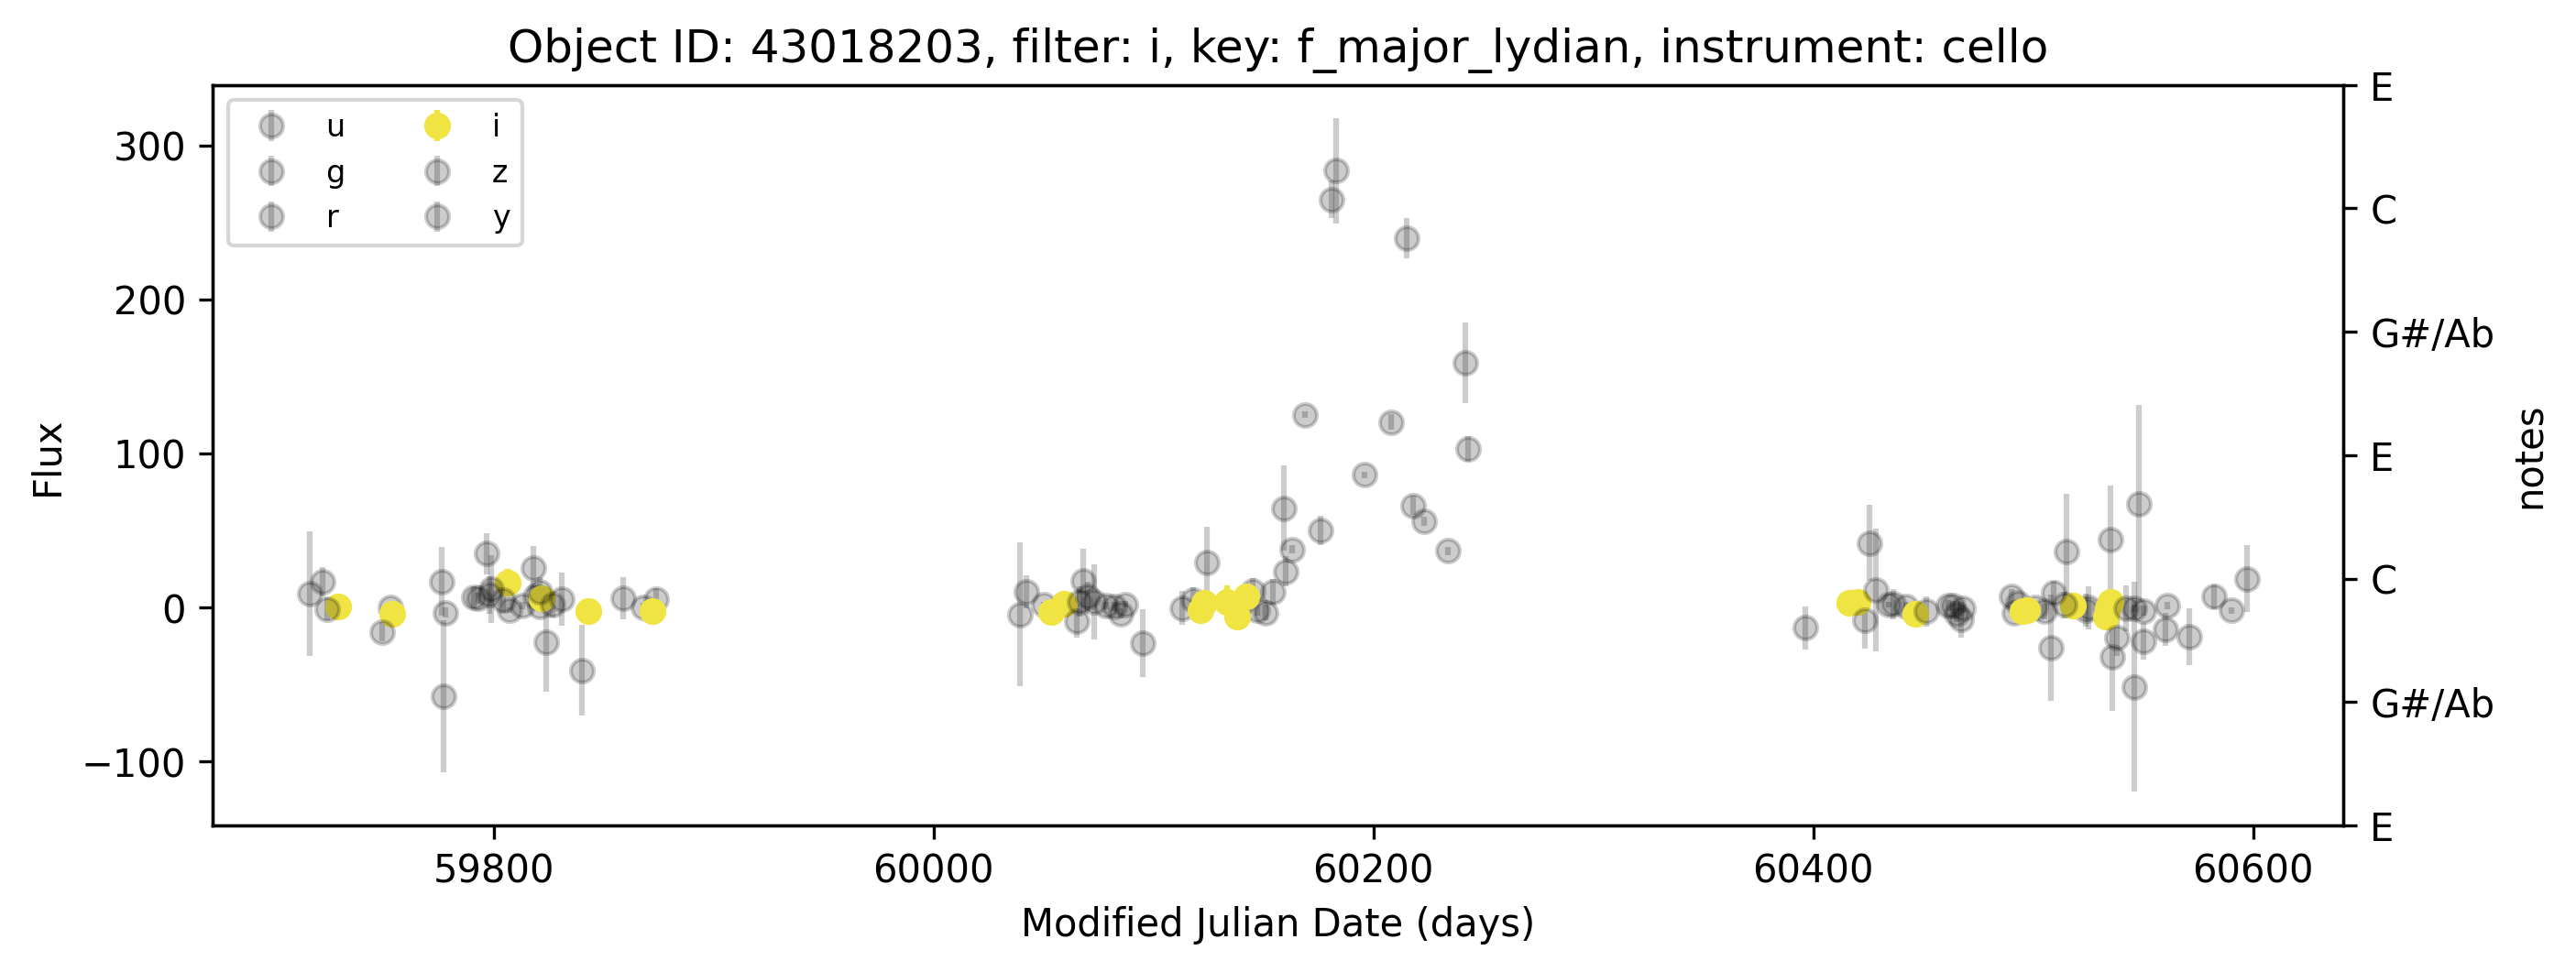 Object ID: 43018203, filter: i, key: f_major_lydian, instrument: cello
u i
g z
r y
300
200
100
0
−100
Flux
E
C
G#/Ab
E
C
G#/Ab
E
notes
59800 60000 60200 60400 60600
Modified Julian Date (days)